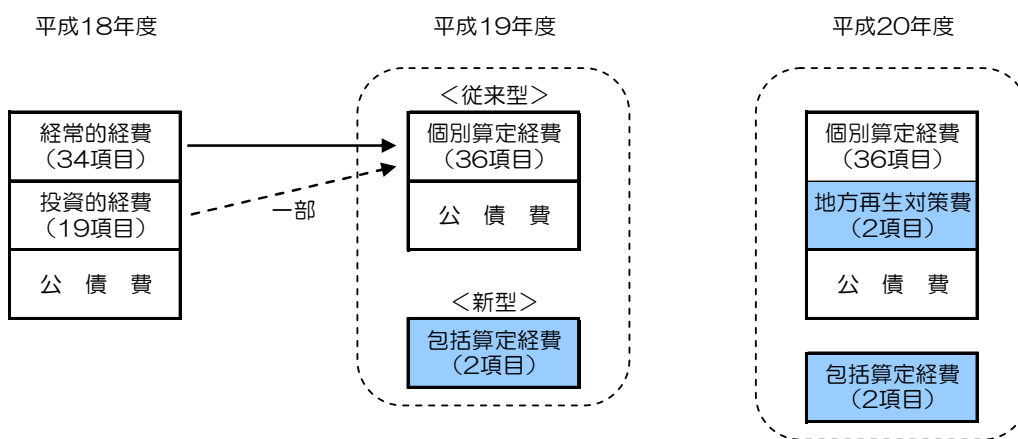 平成18年度
平成19年度
平成20年度
経常的経費
（34項目）
投資的経費
（19項目）
公　債　費
一部
＜従来型＞
個別算定経費
（36項目）
公　債　費
＜新型＞
包括算定経費
（2項目）
個別算定経費
（36項目）
地方再生対策費
（2項目）
公　債　費
包括算定経費
（2項目）